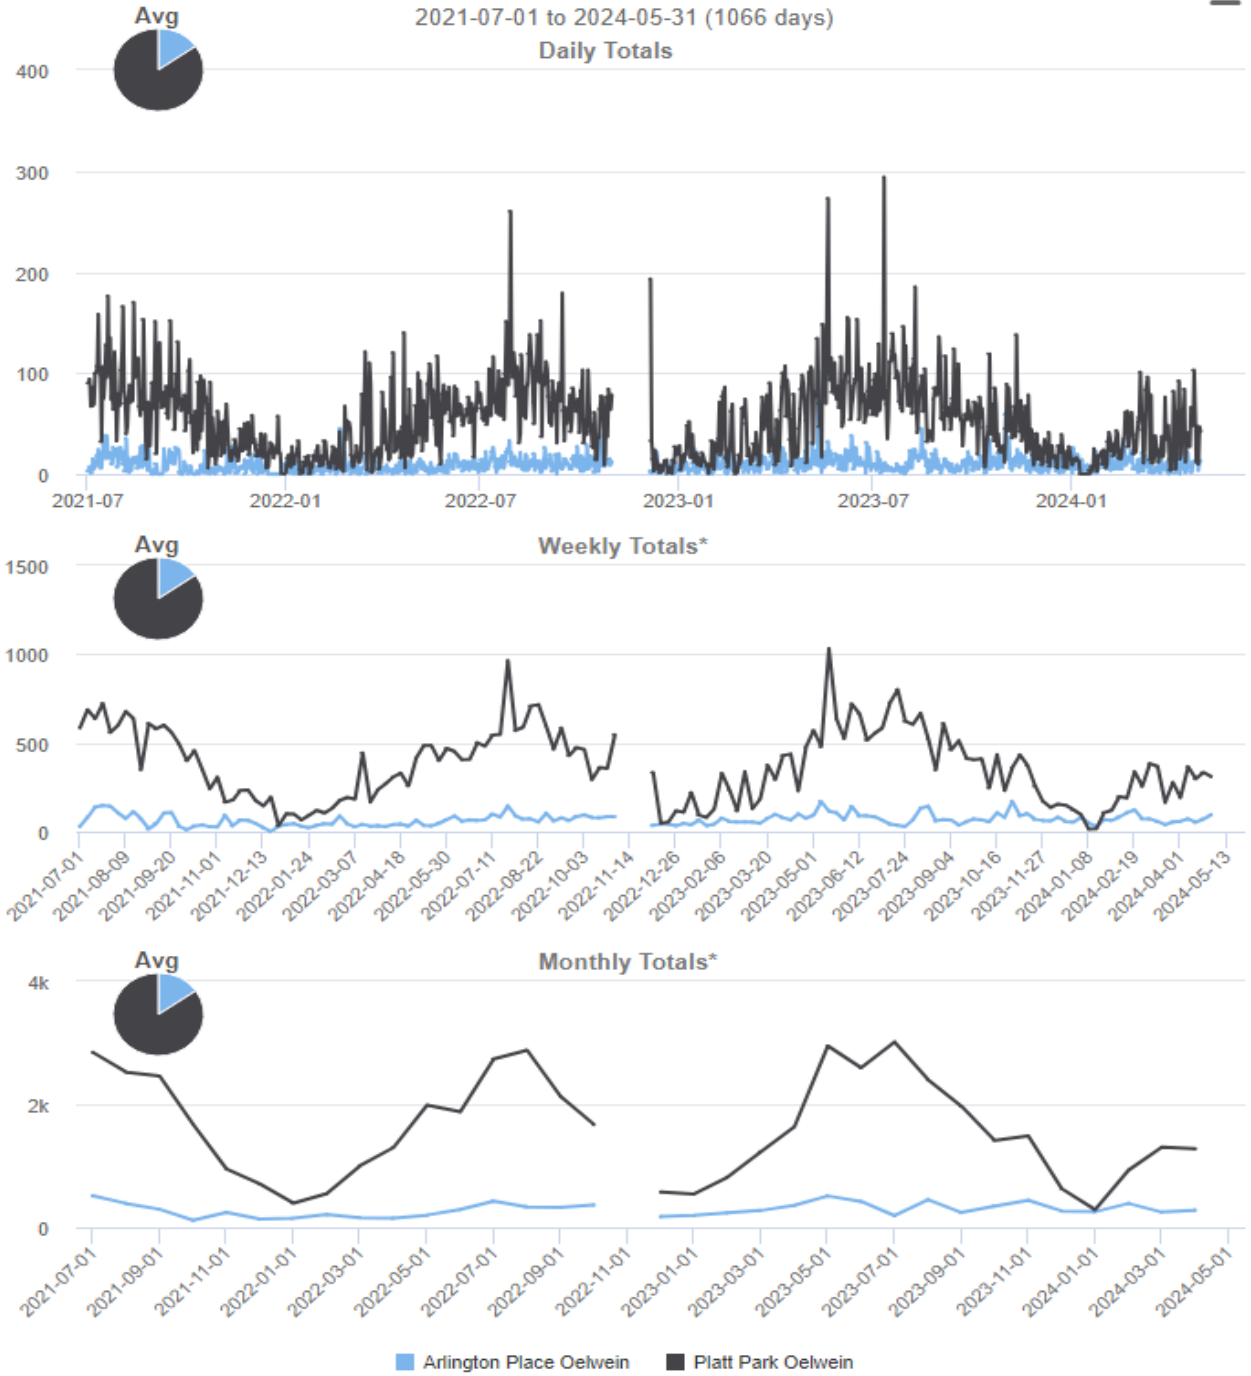 Avg
2021-07-01 to 2024-05-31 (1066 days)
Daily Totals
400
300
200
100
0
2021-07 2022-01 2022-07 2023-01 2023-07 2024-01
Avg
Weekly Totals*
1500
1000
500
0
2021-07-01 2021-08-09 2021-09-20 2021-11-01 2021-12-13 2022-01-24 2022-03-07 2022-04-18 2022-05-30 2022-07-11 2022-08-22 2022-10-03 2022-11-14 2022-12-26 2023-02-06 2023-03-20 2023-05-01 2023-06-12 2023-07-24 2023-09-04 2023-10-16 2023-11-27 2024-01-08 2024-02-19 2024-04-01 2024-05-13
Avg
Monthly Totals*
4k
2k
0
2021-07-01 2021-09-01 2021-11-01 2022-01-01 2022-03-01 2022-05-01 2022-07-01 2022-09-01 2022-11-01 2023-01-01 2023-03-01 2023-05-01 2023-07-01 2023-09-01 2023-11-01 2024-01-01 2024-03-01 2024-05-01
Arlington Place Oelwein Platt Park Oelwein